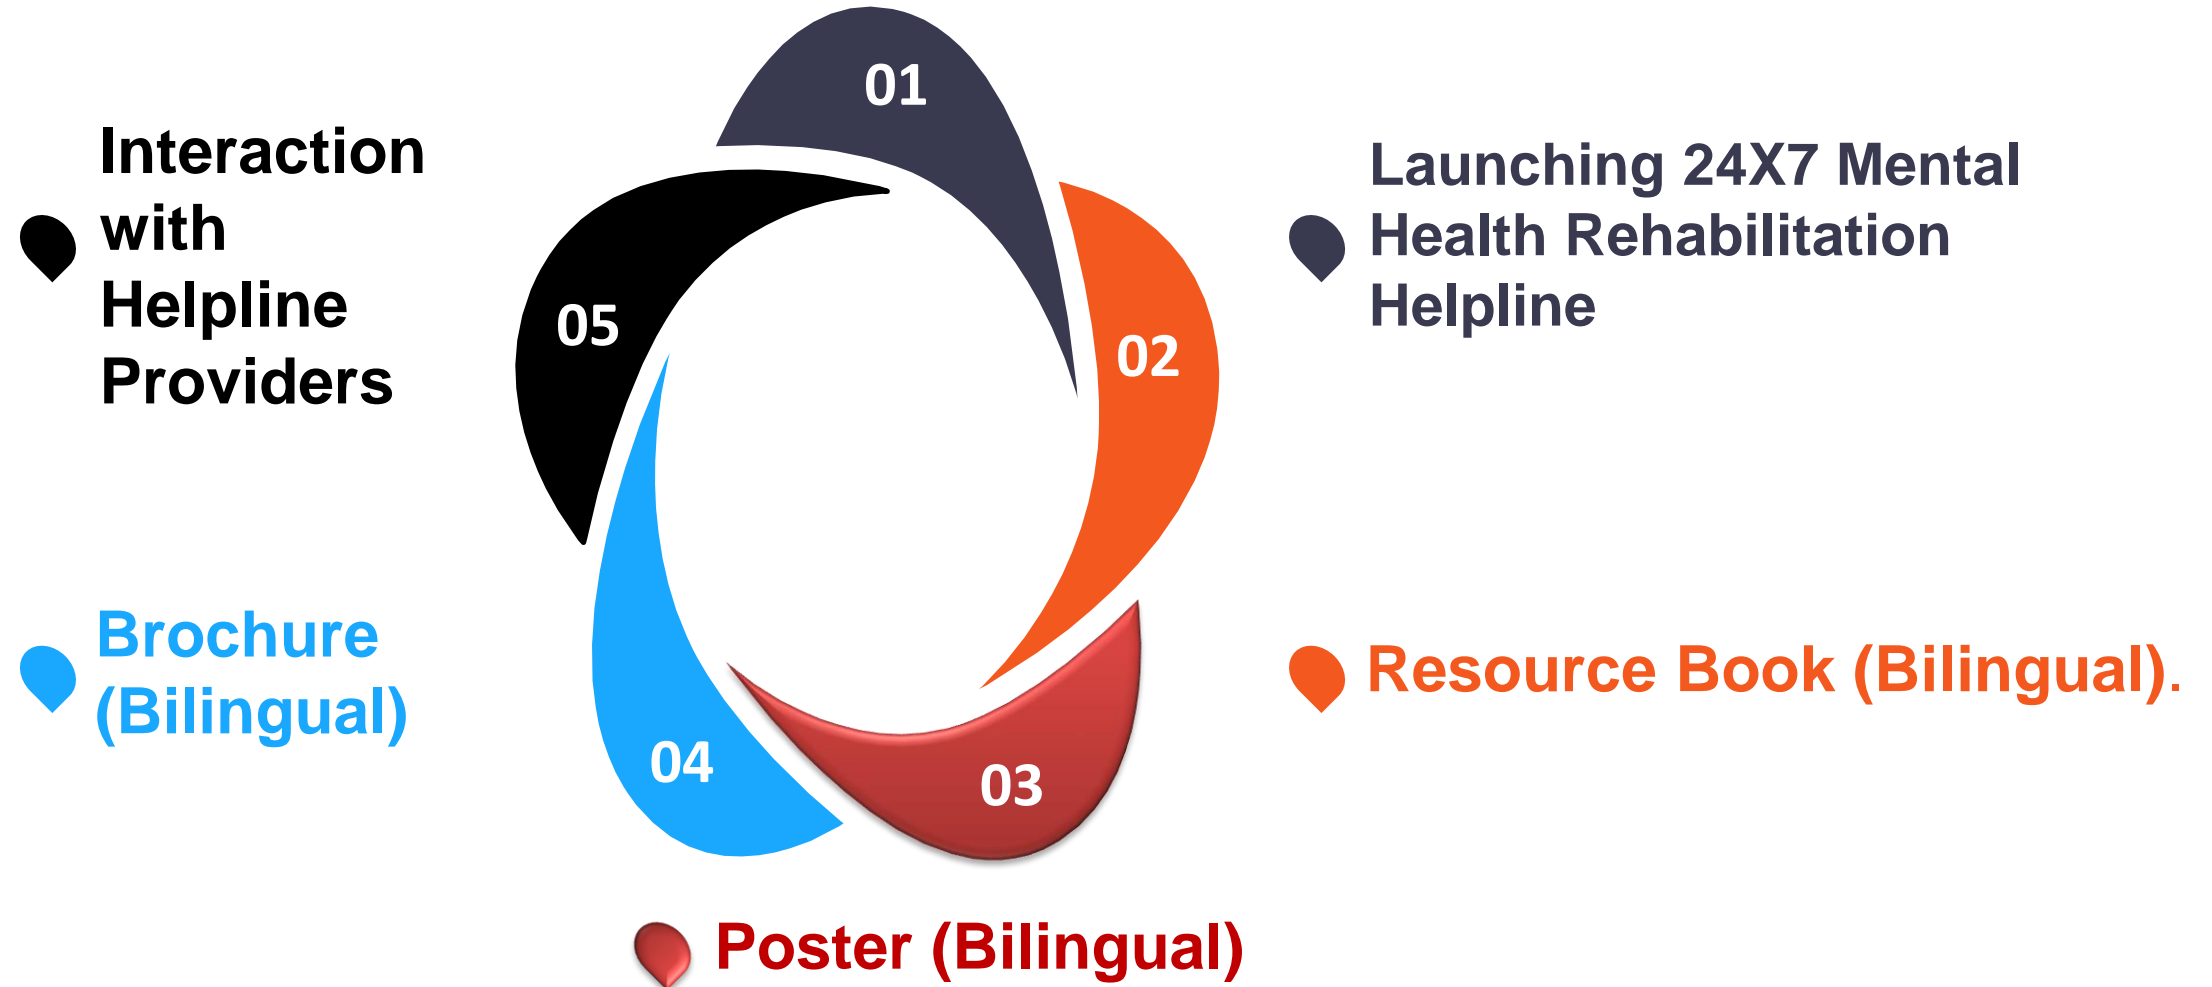 01
02
03
04
05
Launching 24X7 Mental
Health Rehabilitation
Helpline
Resource Book (Bilingual).
Poster (Bilingual)
Brochure
(Bilingual)
Interaction
with
Helpline
Providers